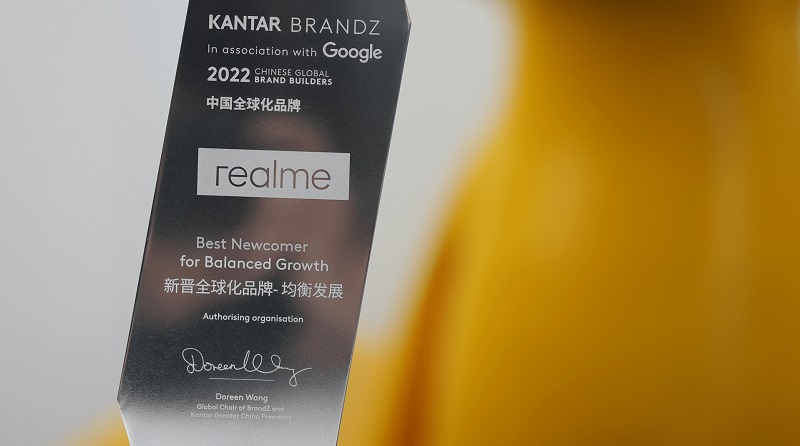 KANTAR BRANDZ
In association with Google
2022 CHINESE GLOBAL
BRAND BUILDERS
中国全球化品牌
realme
Best Newcomer
for Balanced Growth
新晋全球化品牌-均衡发展
Authorising organisation
Doreen Wang
Doreen Wang
Global Chair of BrandZ and
Kantar Greater China President